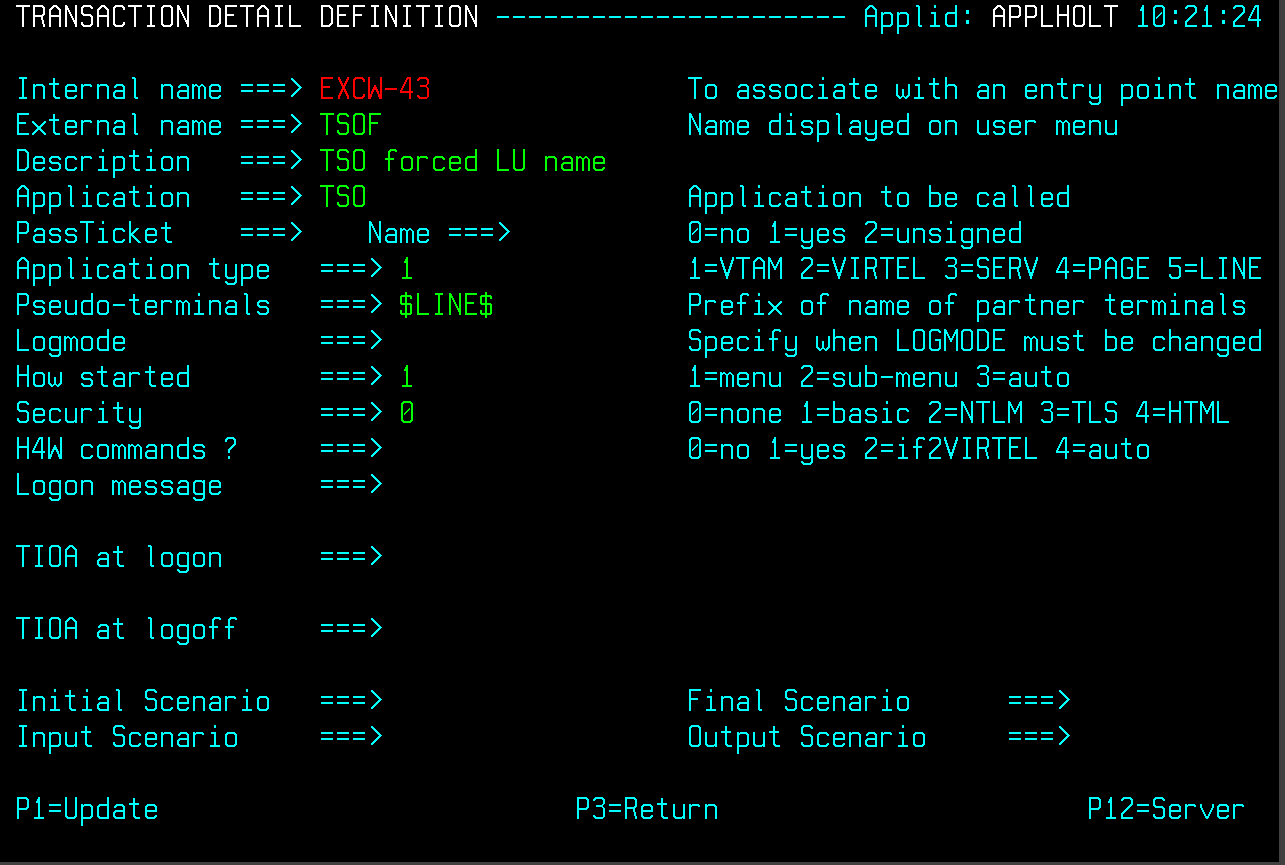 TRANSACTION DETAIL DEFINITION ---------------------- Applid: APPLHOLT 10:21:24
Internal name ===> EXCW-43 To associate with an entry point name
External name ===> TSOF Name displayed on user menu
Description ===> TSO forced LU name
Application ===> TSO Application to be called
PassTicket ===> Name ===> 0=no 1=yes 2=unsigned
Application type ===> 1 1=VTAM 2=VIRTEL 3=SERV 4=PAGE 5=LINE
Pseudo-terminals ===> $LINE$ Prefix of name of partner terminals
Logmode ===> Specify when LOGMODE must be changed
How started ===> 1 1=menu 2=sub-menu 3=auto
Security ===> 0 0=none 1=basic 2=NTLM 3=TLS 4=HTML
H4W commands ? ===> 0=no 1=yes 2=if2VIRTEL 4=auto
Logon message ===>
TIOA at logon ===>
TIOA at logoff ===>
Initial Scenario ===> Final Scenario ===>
Input Scenario ===> Output Scenario ===>
P1=Update P3=Return P12=Server